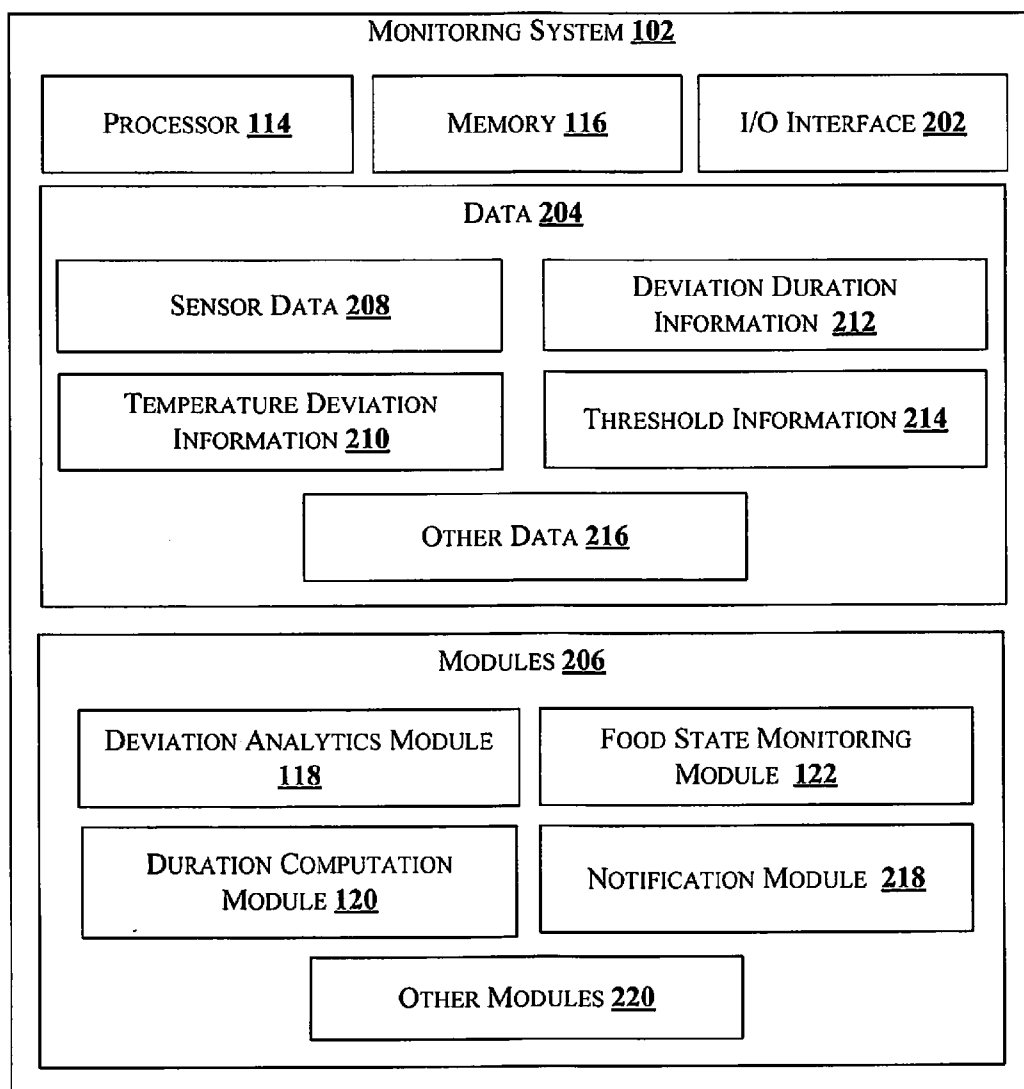 MONITORING SYSTEM 102
PROCESSOR 114
MEMORY 116
I/O INTERFACE 202
DATA 204
SENSOR DATA 208
DEVIATION DURATION
INFORMATION 212
TEMPERATURE DEVIATION
INFORMATION 210
THRESHOLD INFORMATION 214
OTHER DATA 216
MODULES 206
DEVIATION ANALYTICS MODULE
118
FOOD STATE MONITORING
MODULE 122
DURATION COMPUTATION
MODULE 120
NOTIFICATION MODULE 218
OTHER MODULES 220